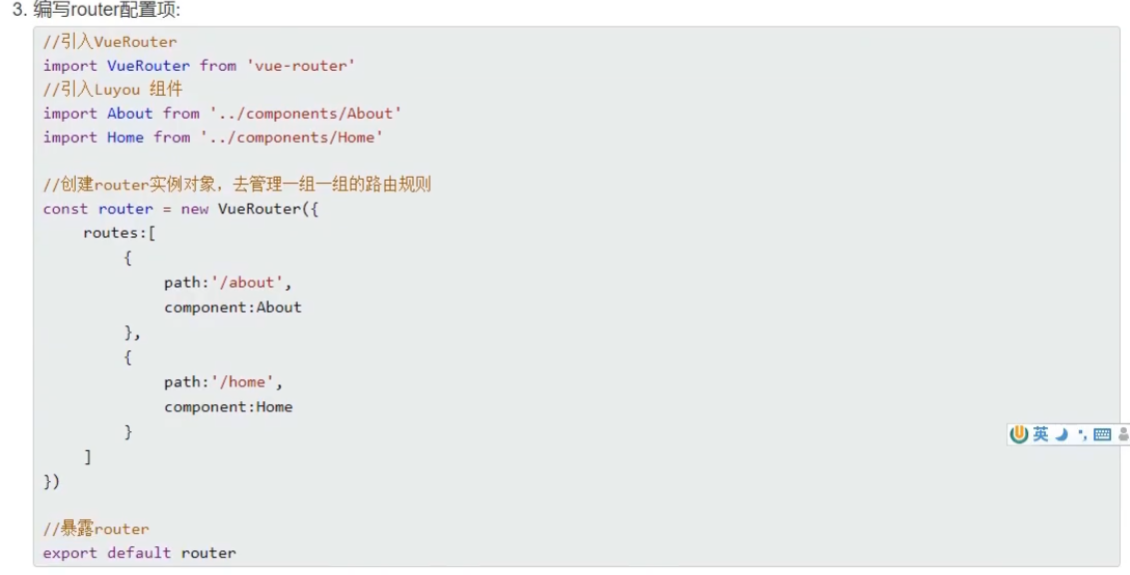 3. 编写router配置项:
//引入VueRouter
import VueRouter from 'vue-router'
//引入Luyou 组件
import About from '../components/About'
import Home from '../components/Home'
//创建router实例对象，去管理一组一组的路由规则
const router = new VueRouter({
    routes:[
        {
            path:'/about',
            component:About
        },
        {
            path:'/home',
            component:Home
        }
    ]
})
//暴露router
export default router
英